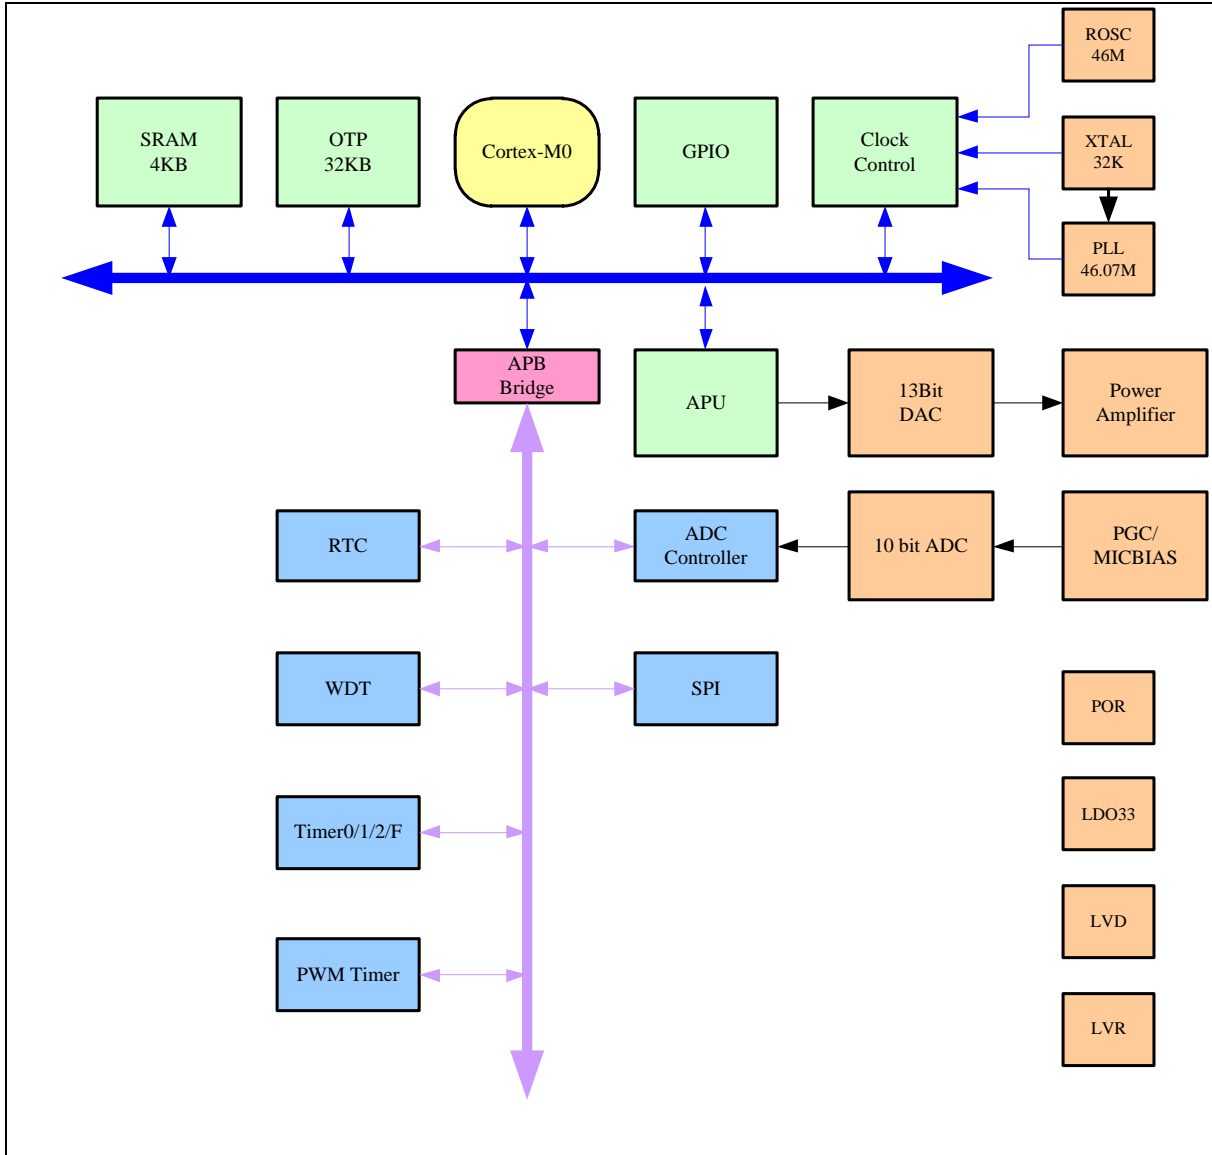 ROSC
46M
SRAM
4KB
OTP
32KB
Cortex-M0
GPIO
Clock
Control
XTAL
32K
PLL
46.07M
APB
Bridge
APU
13Bit
DAC
Power
Amplifier
RTC
ADC
Controller
10 bit ADC
PGC/
MICBIAS
WDT
SPI
POR
Timer0/1/2/F
LDO33
LVD
PWM Timer
LVR